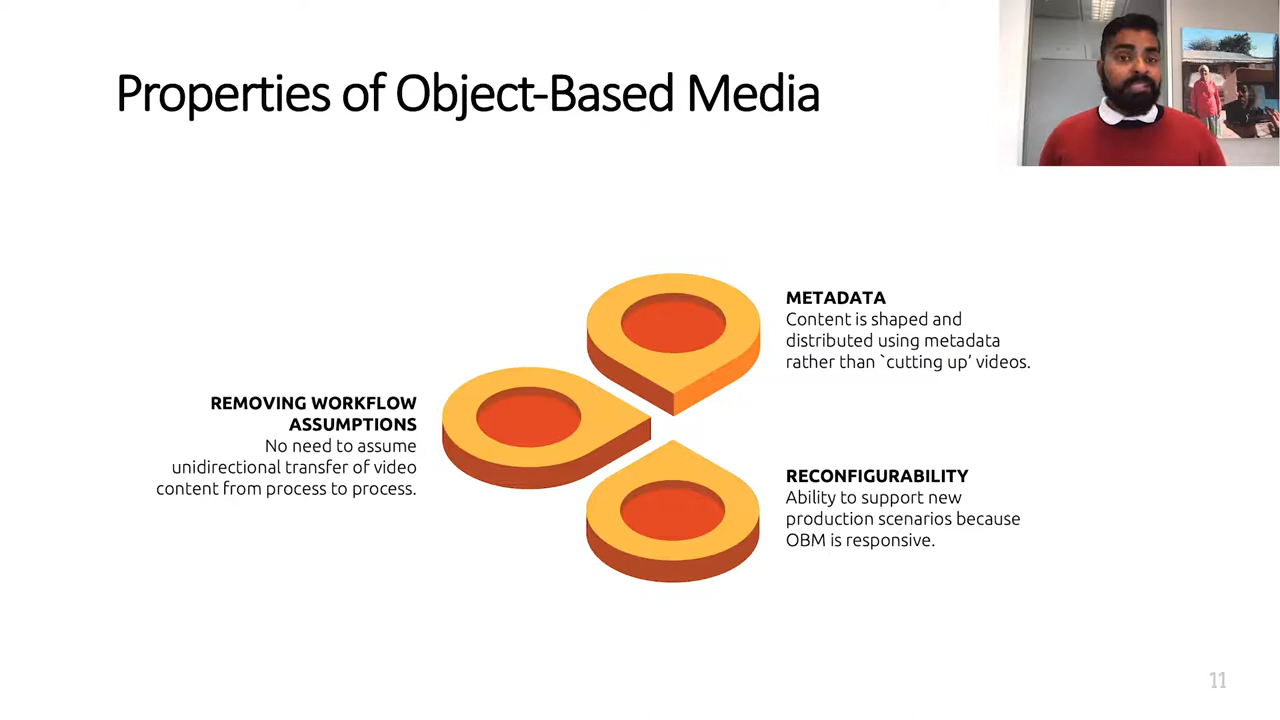 Properties of Object-Based Media
METADATA
Content is shaped and
distributed using metadata
rather than `cutting up’ videos.
REMOVING WORKFLOW
ASSUMPTIONS
No need to assume
unidirectional transfer of video
content from process to process.
RECONFIGURABILITY
Ability to support new
production scenarios because
OBM is responsive.
11